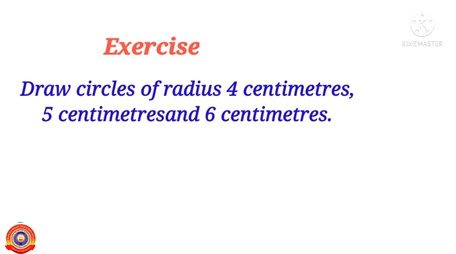 Exercise
KINEMASTER
Draw circles of radius 4 centimetres,
5 centimetresand 6 centimetres.